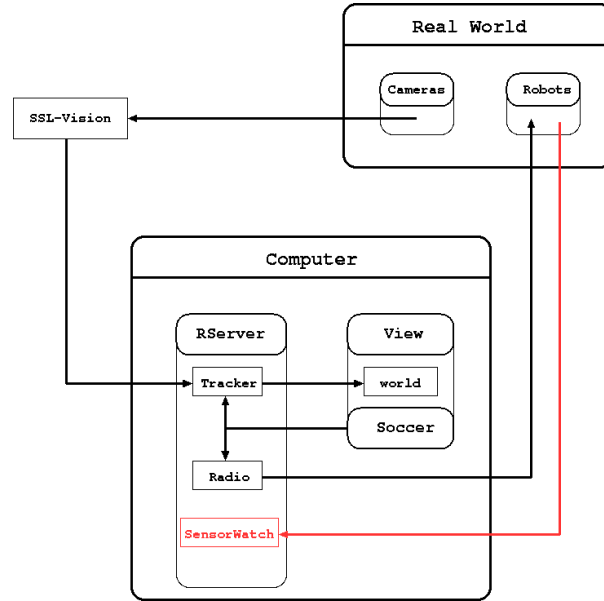 Real World
Cameras
Robots
SSL-Vision
Computer
RServer
View
Tracker
world
Soccer
Radio
SensorWatch